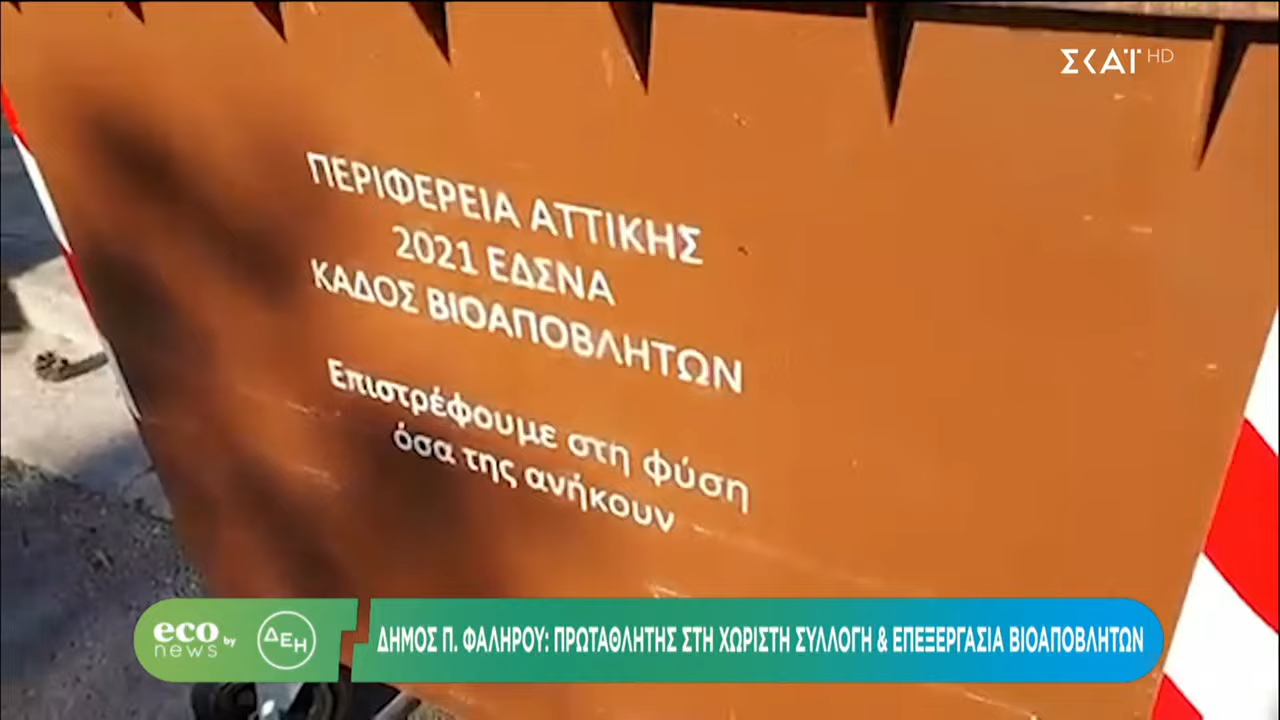 ΣΚΑΪ HD
ΠΕΡΙΦΕΡΕΙΑ ΑΤΤΙΚΗΣ
2021 ΕΔΣΝΑ
ΚΑΔΟΣ ΒΙΟΑΠΟΒΛΗΤΩΝ
Επιστρέφουμε στη φύση
όσα της ανήκουν
eco by
news
ΔΕΗ
ΔΗΜΟΣ Π. ΦΑΛΗΡΟΥ: ΠΡΩΤΑΘΛΗΤΗΣ ΣΤΗ ΧΩΡΙΣΤΗ ΣΥΛΛΟΓΗ & ΕΠΕΞΕΡΓΑΣΙΑ ΒΙΟΑΠΟΒΛΗΤΩΝ